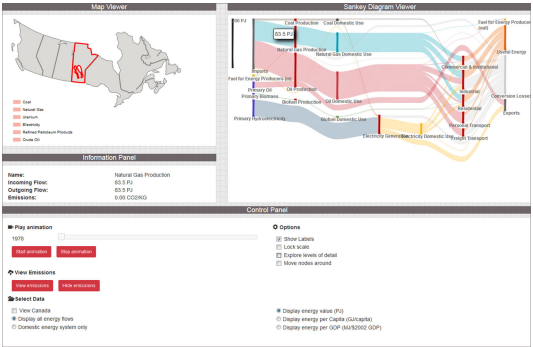 Map Viewer
Coal
Natural Gas
Uranium
Electricity
Refined Petroleum Products
Crude Oil
Information Panel
Name: Natural Gas Production
Incoming Flow: 83.5 PJ
Outgoing Flow: 83.5 PJ
Emissions: 0.00 CO2/KG
Sankey Diagram Viewer
00 PJ
83.5 PJ
Coal Production
Coal Domestic Use
Natural Gas Production
Natural Gas Domestic Use
Imports
Fuel for Energy Producers (in)
Primary Oil
Oil Production
Oil Domestic Use
Primary Biomass
Biofuel Production
Biofuel Domestic Use
Primary Hydroelectricity
Electricity Generation
Electricity Domestic Use
Commercial & Institutional
Industrial
Residential
Personal Transport
Freight Transport
Fuel for Energy Producers
(out)
Useful Energy
Conversion Losses
Exports
Control Panel
Play animation
1978
Start animation
Stop animation
View Emissions
View emissions
Hide emissions
Select Data
View Canada
Display all energy flows
Domestic energy system only
Options
Show Labels
Lock scale
Explore levels of detail
Move nodes around
Display energy value (PJ)
Display energy per Capita (GJ/capita)
Display energy per GDP (MJ/$2002 GDP)